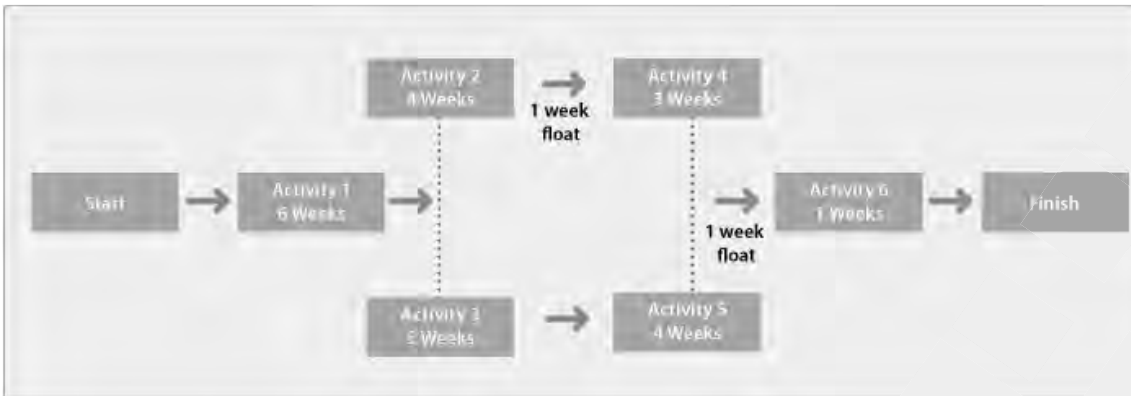 Activity 2
4 Weeks
1 week
float
Activity 4
3 Weeks
Start
Activity 1
6 Weeks
1 week
float
Activity 6
1 Weeks
Finish
Activity 3
Weeks
Activity 5
4 Weeks